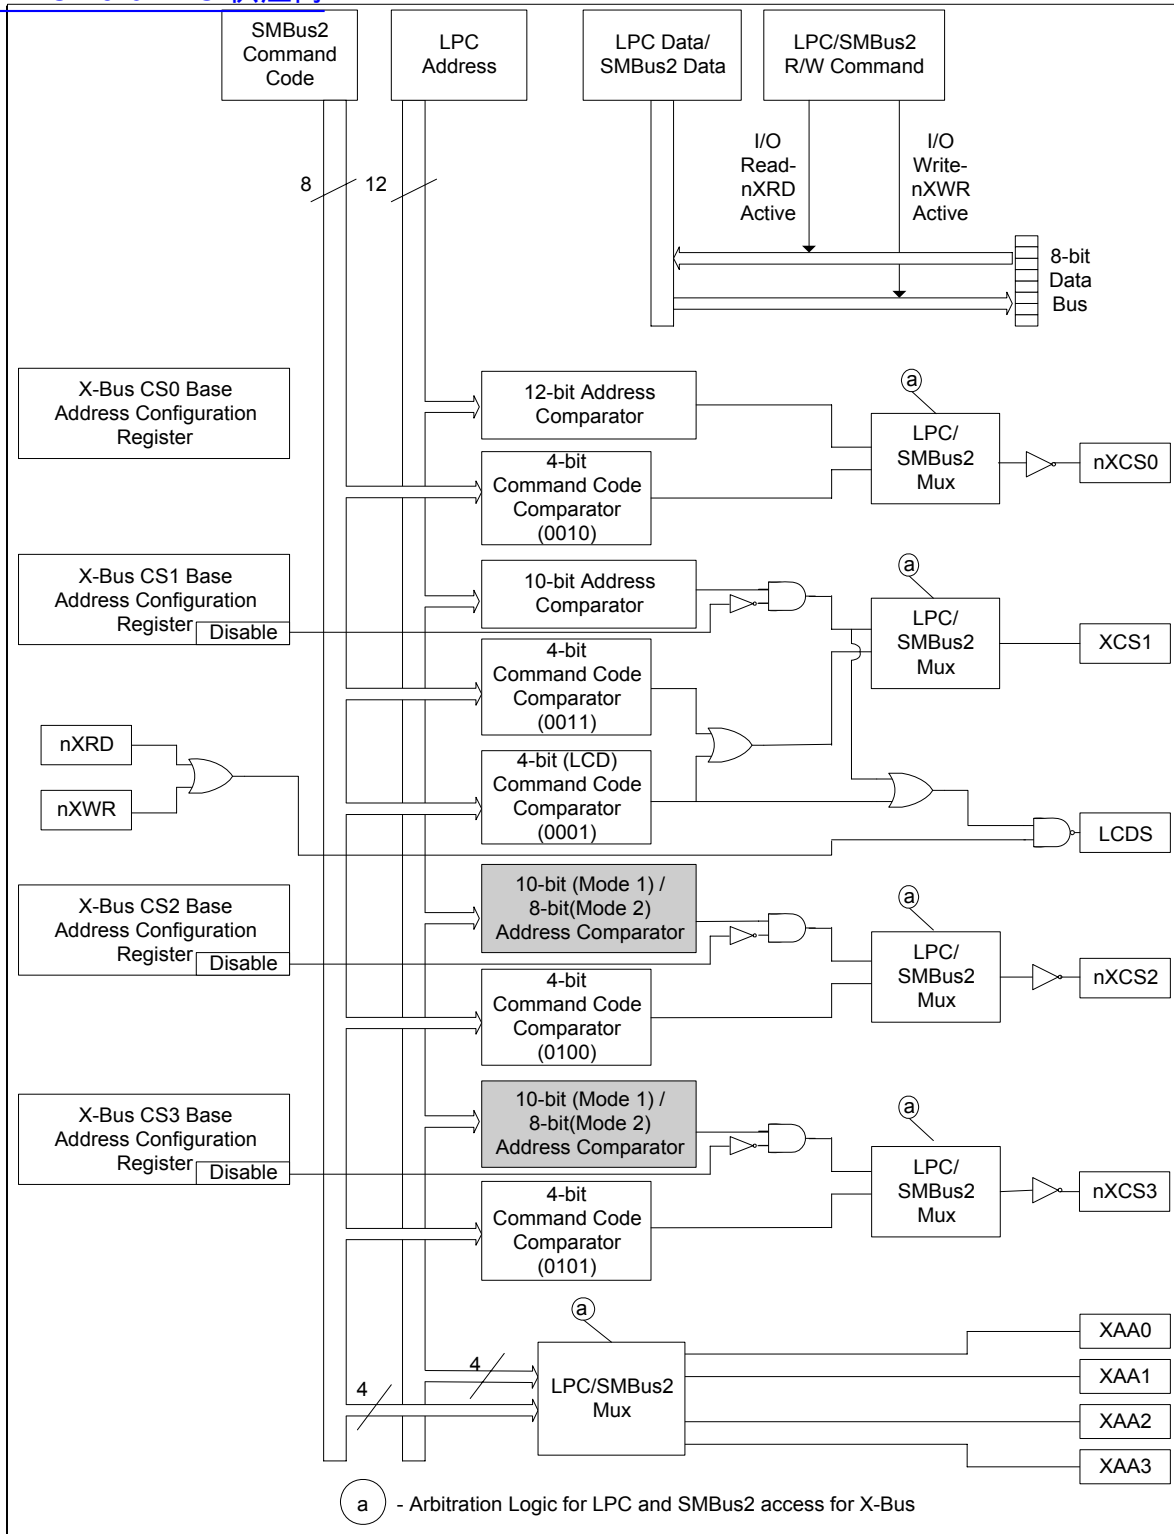 SMBus2
Command
Code
LPC
Address
LPC Data/
SMBus2 Data
LPC/SMBus2
R/W Command
I/O
Read-
nXRD
Active
I/O
Write-
nXWR
Active
8
12
8-bit
Data
Bus
X-Bus CS0 Base
Address Configuration
Register
12-bit Address
Comparator
4-bit
Command Code
Comparator
(0010)
a
LPC/
SMBus2
Mux
nXCS0
X-Bus CS1 Base
Address Configuration
Register
Disable
10-bit Address
Comparator
4-bit
Command Code
Comparator
(0011)
a
LPC/
SMBus2
Mux
XCS1
nXRD
nXWR
4-bit (LCD)
Command Code
Comparator
(0001)
LCDS
X-Bus CS2 Base
Address Configuration
Register
Disable
10-bit (Mode 1) /
8-bit(Mode 2)
Address Comparator
4-bit
Command Code
Comparator
(0100)
a
LPC/
SMBus2
Mux
nXCS2
X-Bus CS3 Base
Address Configuration
Register
Disable
10-bit (Mode 1) /
8-bit(Mode 2)
Address Comparator
4-bit
Command Code
Comparator
(0101)
a
LPC/
SMBus2
Mux
nXCS3
a
4
4
LPC/SMBus2
Mux
XAA0
XAA1
XAA2
XAA3
a - Arbitration Logic for LPC and SMBus2 access for X-Bus